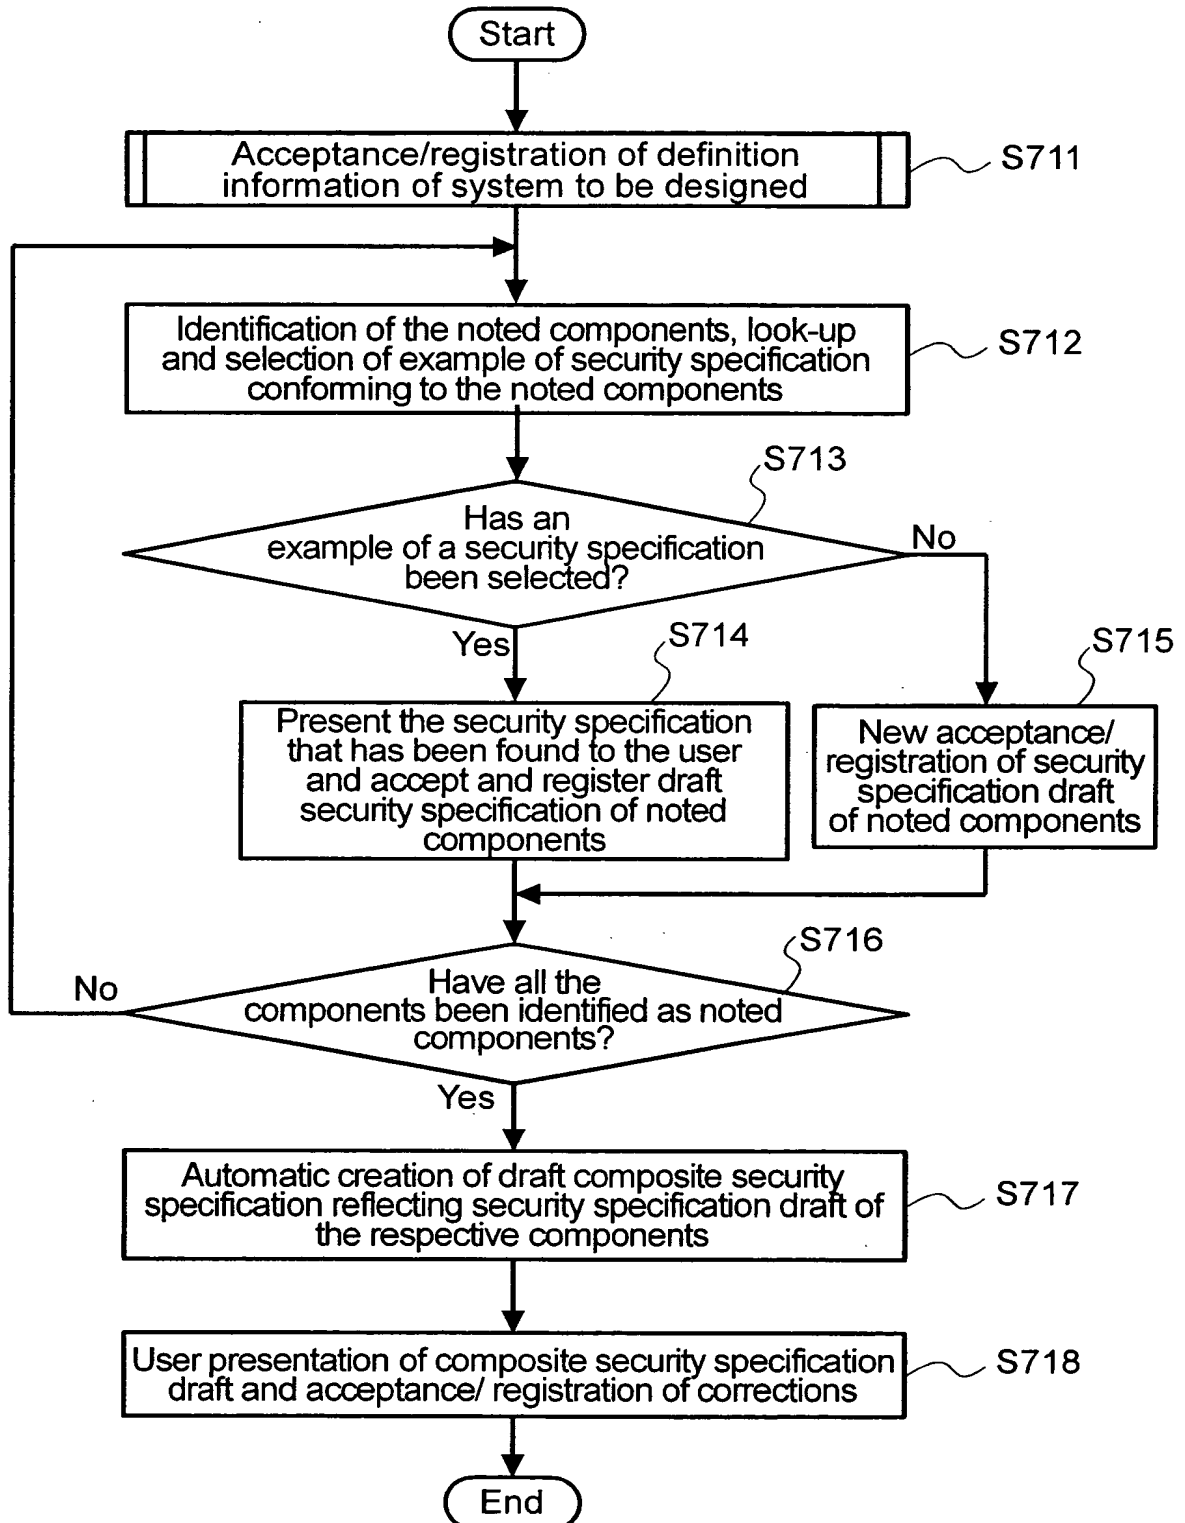 Start
Acceptance/registration of definition
information of system to be designed
S711
Identification of the noted components, look-up
and selection of example of security specification
conforming to the noted components
S712
S713
Has an
example of a security specification
been selected?
No
Yes
S714
S715
Present the security specification
that has been found to the user
and accept and register draft
security specification of noted
components
New acceptance/
registration of security
specification draft
of noted components
S716
No
Have all the
components been identified as noted
components?
Yes
Automatic creation of draft composite security
specification reflecting security specification draft of
the respective components
S717
User presentation of composite security specification
draft and acceptance/ registration of corrections
S718
End